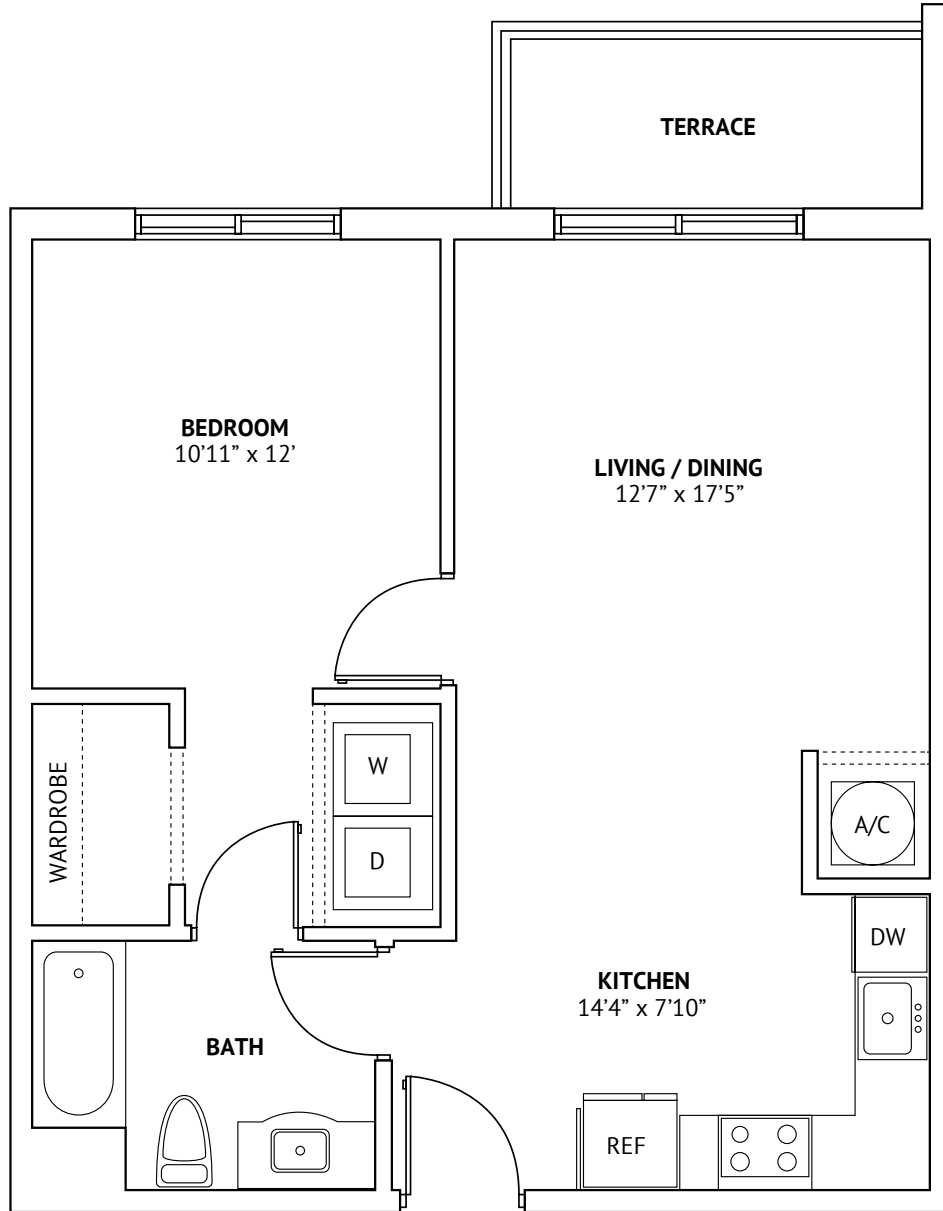 TERRACE
BEDROOM
10’11” x 12’
LIVING / DINING
12’7” x 17’5”
W
D
WARDROBE
A/C
DW
KITCHEN
14’4” x 7’10”
BATH
REF